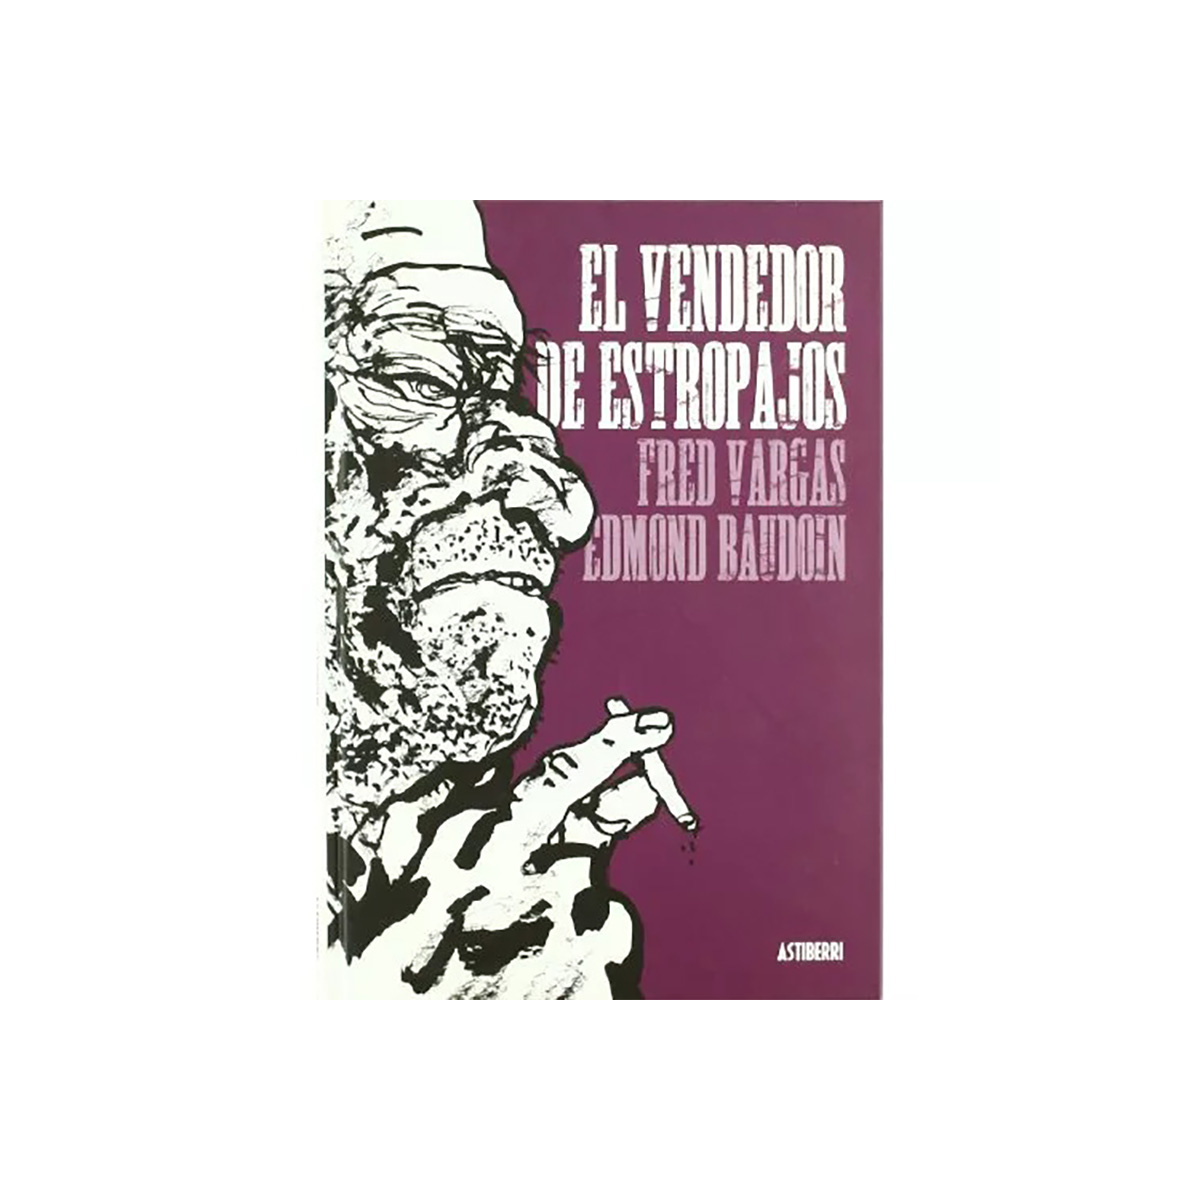 EL VENDEDOR
DE ESTROPAJOS
FRED VARGAS
EDMOND BAUDOIN
ASTIBERRI